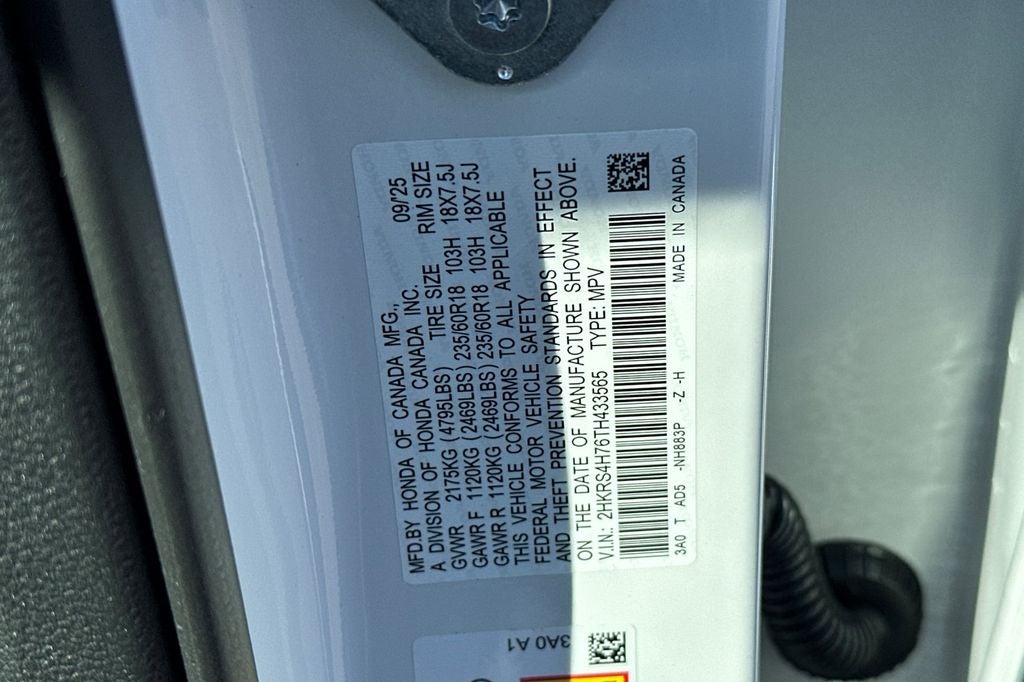 MFD.BY HONDA OF CANADA MFG., 09/'25
A DIVISION OF HONDA CANADA INC.
GVWR 2175KG (4795LBS) TIRE SIZE RIM SIZE
GAWR F 1120KG (2469LBS) 235/60R18 103H 18X7.5J
GAWR R 1120KG (2469LBS) 235/60R18 103H 18X7.5J
THIS VEHICLE CONFORMS TO ALL APPLICABLE
FEDERAL MOTOR VEHICLE SAFETY
AND THEFT PREVENTION STANDARDS IN EFFECT
ON THE DATE OF MANUFACTURE SHOWN ABOVE.
V.I.N.: 2HKRS4H76TH433565 TYPE: MPV
3A0 T AD5 -NH883P -Z -H MADE IN CANADA
3A0 A1